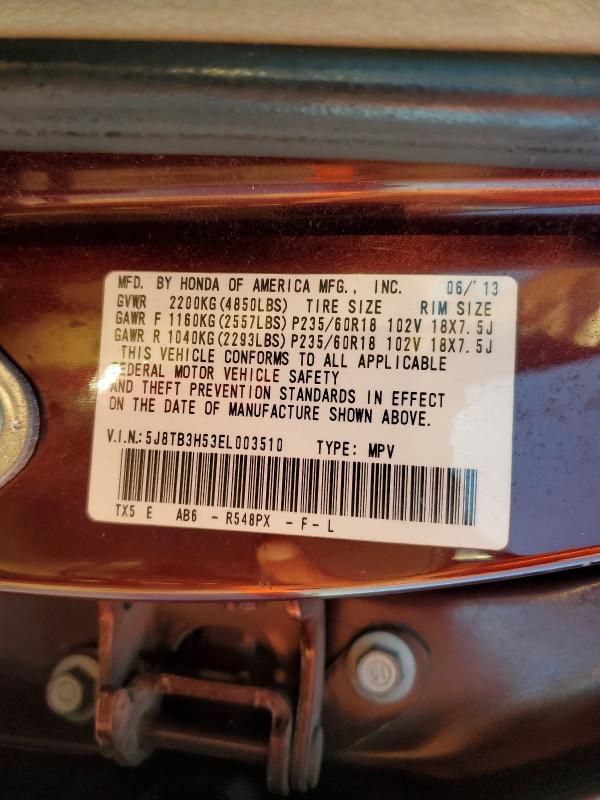 MFD. BY HONDA OF AMERICA MFG., INC. 06/'13
GVWR 2200KG(4850LBS) TIRE SIZE RIM SIZE
GAWR F 1160KG(2557LBS)P235/60R18 102V 18X7.5J
GAWR R 1040KG(2293LBS)P235/60R18 102V 18X7.5J
THIS VEHICLE CONFORMS TO ALL APPLICABLE
FEDERAL MOTOR VEHICLE SAFETY
AND THEFT PREVENTION STANDARDS IN EFFECT
ON THE DATE OF MANUFACTURE SHOWN ABOVE.
V.I.N.:5J8TB3H53EL003510 TYPE: MPV
TX5 E AB6 - R548PX - F - L